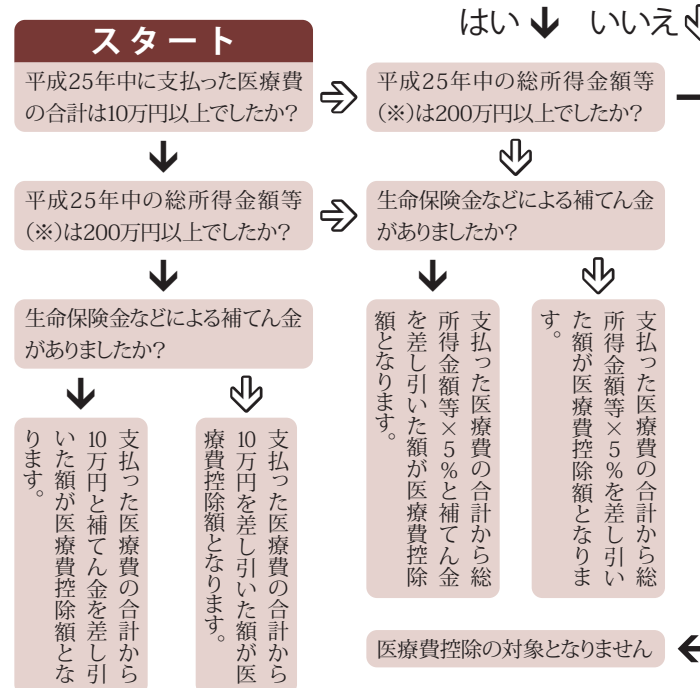 はい いいえ
スタート
平成25年中に支払った医療費
の合計は10万円以上でしたか?
平成25年中の総所得金額等
(※)は200万円以上でしたか?
平成25年中の総所得金額等
(※)は200万円以上でしたか?
生命保険金などによる補てん金
がありましたか?
生命保険金などによる補てん金
がありましたか?
支払った医療費の合計から
10万円と補てん金を差し引
いた額が医療費控除額とな
ります。
支払った医療費の合計から
10万円を差し引いた額が医
療費控除額となります。
支払った医療費の合計から総
所得金額等×5%と補てん金
を差し引いた額が医療費控除
額となります。
支払った医療費の合計から総
所得金額等×5%を差し引い
た額が医療費控除額となりま
す。
医療費控除の対象となりません